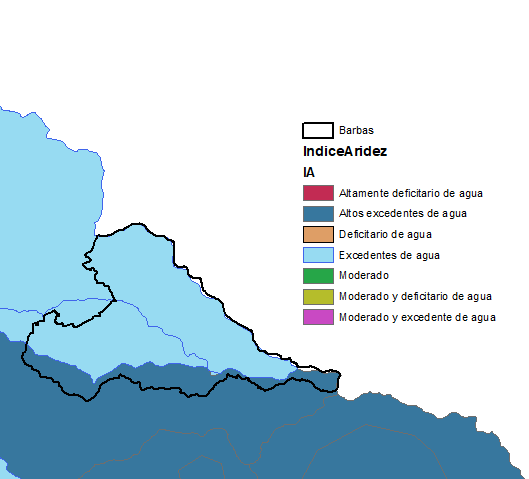 Barbas
IndiceAridez
IA
Altamente deficitario de agua
Altos excedentes de agua
Deficitario de agua
Excedentes de agua
Moderado
Moderado y deficitario de agua
Moderado y excedente de agua